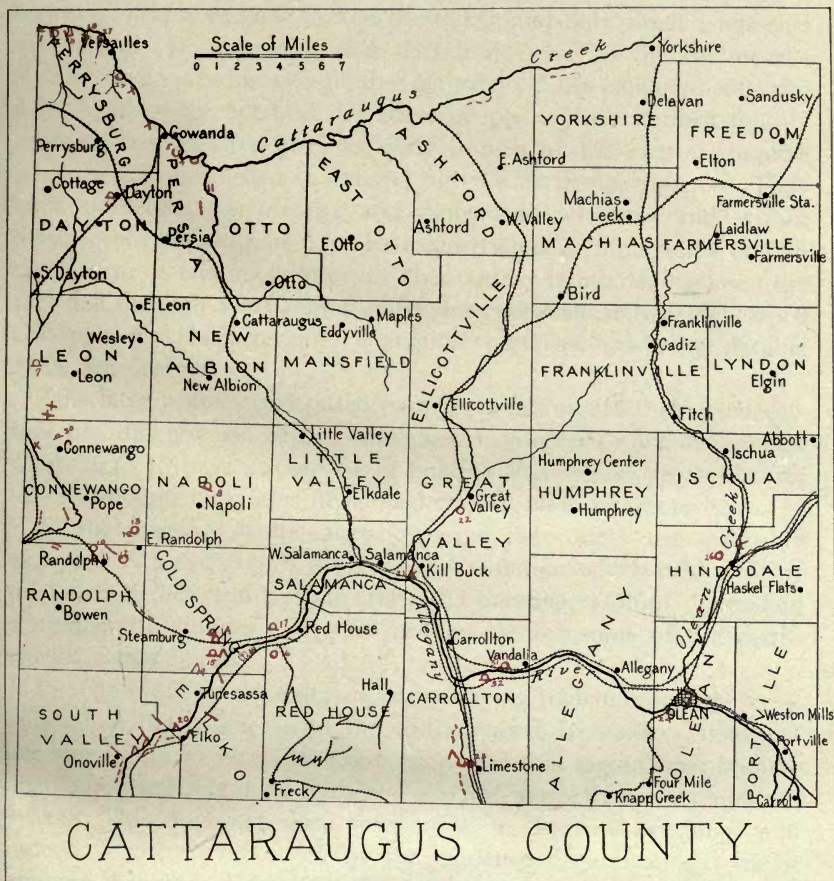 Versailles
Scale of Miles
0 1 2 3 4 5 6 7
Yorkshire
Cattaraugus Creek
PERRYSBURG
Delavan
Sandusky
YORKSHIRE
FREEDOM
Gowanda
ASHFORD
Perrysburg
PERSIA
E. Ashford
Elton
EAST OTTO
Cottage
Dayton
Machias
Farmersville Sta.
Leek
DAYTON
OTTO
Ashford
W. Valley
Laidlaw
Persia
E. Otto
MACHIAS
FARMERSVILLE
Farmersville
S. Dayton
Otto
Bird
E. Leon
ELLICOTTVILLE
Cattaraugus
Maples
Eddyville
Franklinville
Wesley
NEW ALBION
Cadiz
LEON
MANSFIELD
FRANKLINVILLE
LYNDON
Leon
New Albion
Elgin
Ellicottville
Fitch
Little Valley
Abbott
Connewango
LITTLE VALLEY
Ischua
Humphrey Center
ISCHUA
NAPOLI
Elkdale
GREAT VALLEY
HUMPHREY
CONNEWANGO
Pope
Napoli
Great Valley
Humphrey
22
E. Randolph
W. Salamanca
Salamanca
Olean Creek
Randolph
Kill Buck
HINSDALE
COLD SPRING
SALAMANCA
Haskel Flats
RANDOLPH
Bowen
Allegany River
Steamburg
17
Red House
Carrollton
ALLEGANY
Vandalia
Allegany
32
Tunesassa
Hall
CARROLLTON
OLEAN
OLEAN
Weston Mills
SOUTH VALLEY
RED HOUSE
PORTVILLE
20
Elko
ELKO
Portville
Onoville
Limestone
Four Mile
Freck
Knapp Creek
Carrol
CATTARAUGUS COUNTY